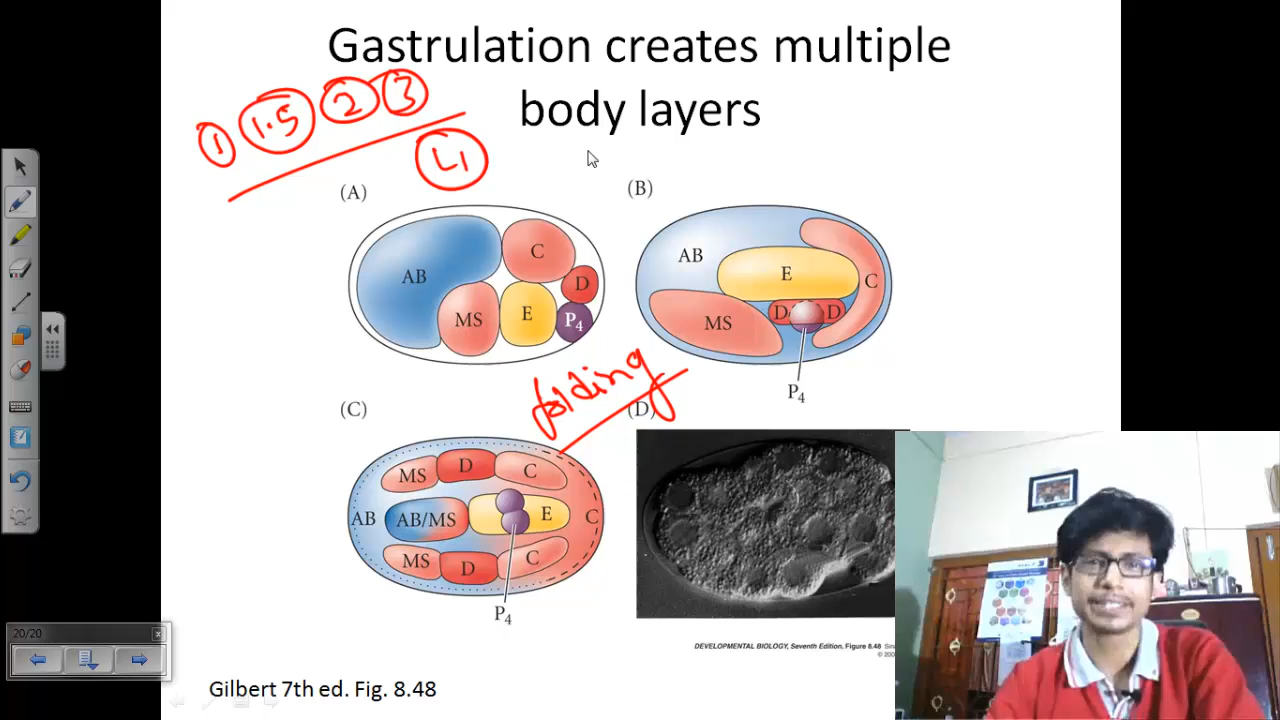 Gastrulation creates multiple
body layers
1 1.5 2 3
L1
(A)
(B)
AB
C
D
MS
E
P4
AB
E
C
MS
D
D
P4
folding
(C)
(D)
MS
D
C
AB
AB/MS
E
C
MS
D
C
P4
DEVELOPMENTAL BIOLOGY, Seventh Edition, Figure 8.48
20/20
Gilbert 7th ed. Fig. 8.48